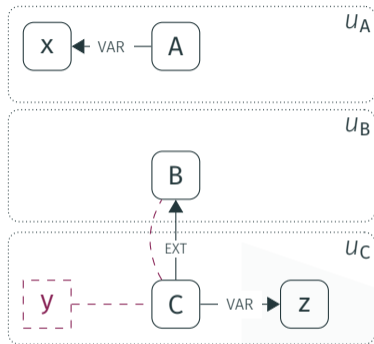 u_A
x VAR A
u_B
B
EXT
u_C
y C VAR z